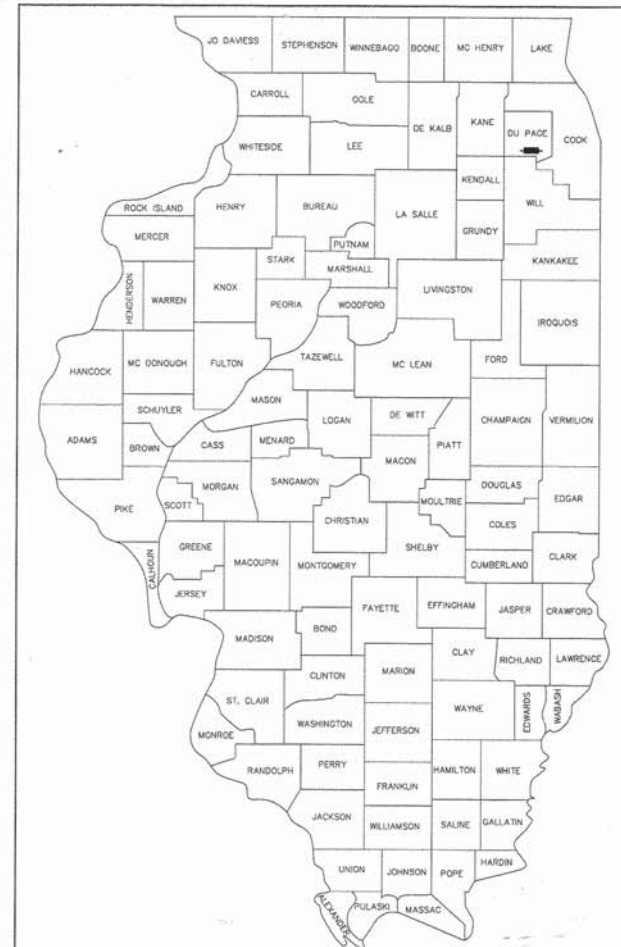 JO DAVIESS
STEPHENSON
WINNEBAGO
BOONE
MC HENRY
LAKE
CARROLL
OGLE
DE KALB
KANE
DU PAGE
COOK
WHITESIDE
LEE
KENDALL
WILL
ROCK ISLAND
HENRY
BUREAU
LA SALLE
GRUNDY
MERCER
PUTNAM
STARK
MARSHALL
KANKAKEE
HENDERSON
WARREN
KNOX
PEORIA
WOODFORD
LIVINGSTON
IROQUOIS
HANCOCK
MC DONOUGH
FULTON
TAZEWELL
MC LEAN
FORD
MASON
SCHUYLER
LOGAN
DE WITT
CHAMPAIGN
VERMILION
ADAMS
BROWN
CASS
MENARD
MACON
PIATT
PIKE
SCOTT
MORGAN
SANGAMON
MOULTRIE
DOUGLAS
EDGAR
CHRISTIAN
COLES
CALHOUN
GREENE
MACOUPIN
MONTGOMERY
SHELBY
CUMBERLAND
CLARK
JERSEY
FAYETTE
EFFINGHAM
JASPER
CRAWFORD
MADISON
BOND
CLAY
RICHLAND
LAWRENCE
CLINTON
MARION
ST. CLAIR
WASHINGTON
WAYNE
EDWARDS
WABASH
MONROE
JEFFERSON
RANDOLPH
PERRY
HAMILTON
WHITE
FRANKLIN
JACKSON
WILLIAMSON
SALINE
GALLATIN
UNION
JOHNSON
POPE
HARDIN
ALEXANDER
PULASKI
MASSAC